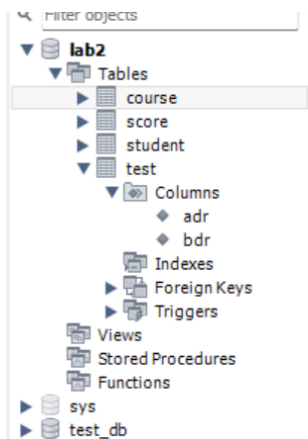 Filter objects
lab2
Tables
course
score
student
test
Columns
adr
bdr
Indexes
Foreign Keys
Triggers
Views
Stored Procedures
Functions
sys
test_db